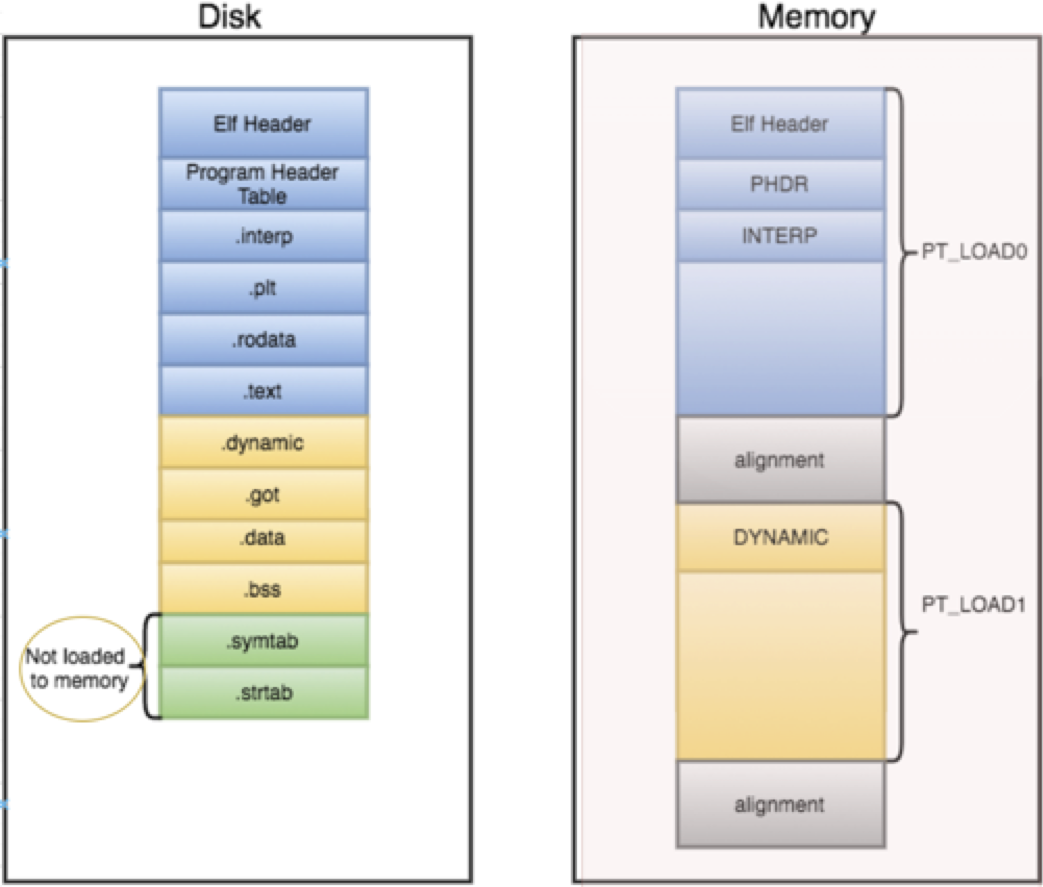 Disk
Elf Header
Program Header
Table
.interp
.plt
.rodata
.text
.dynamic
.got
.data
.bss
.symtab
.strtab
Not loaded
to memory
Memory
Elf Header
PHDR
INTERP
PT_LOAD0
alignment
DYNAMIC
PT_LOAD1
alignment